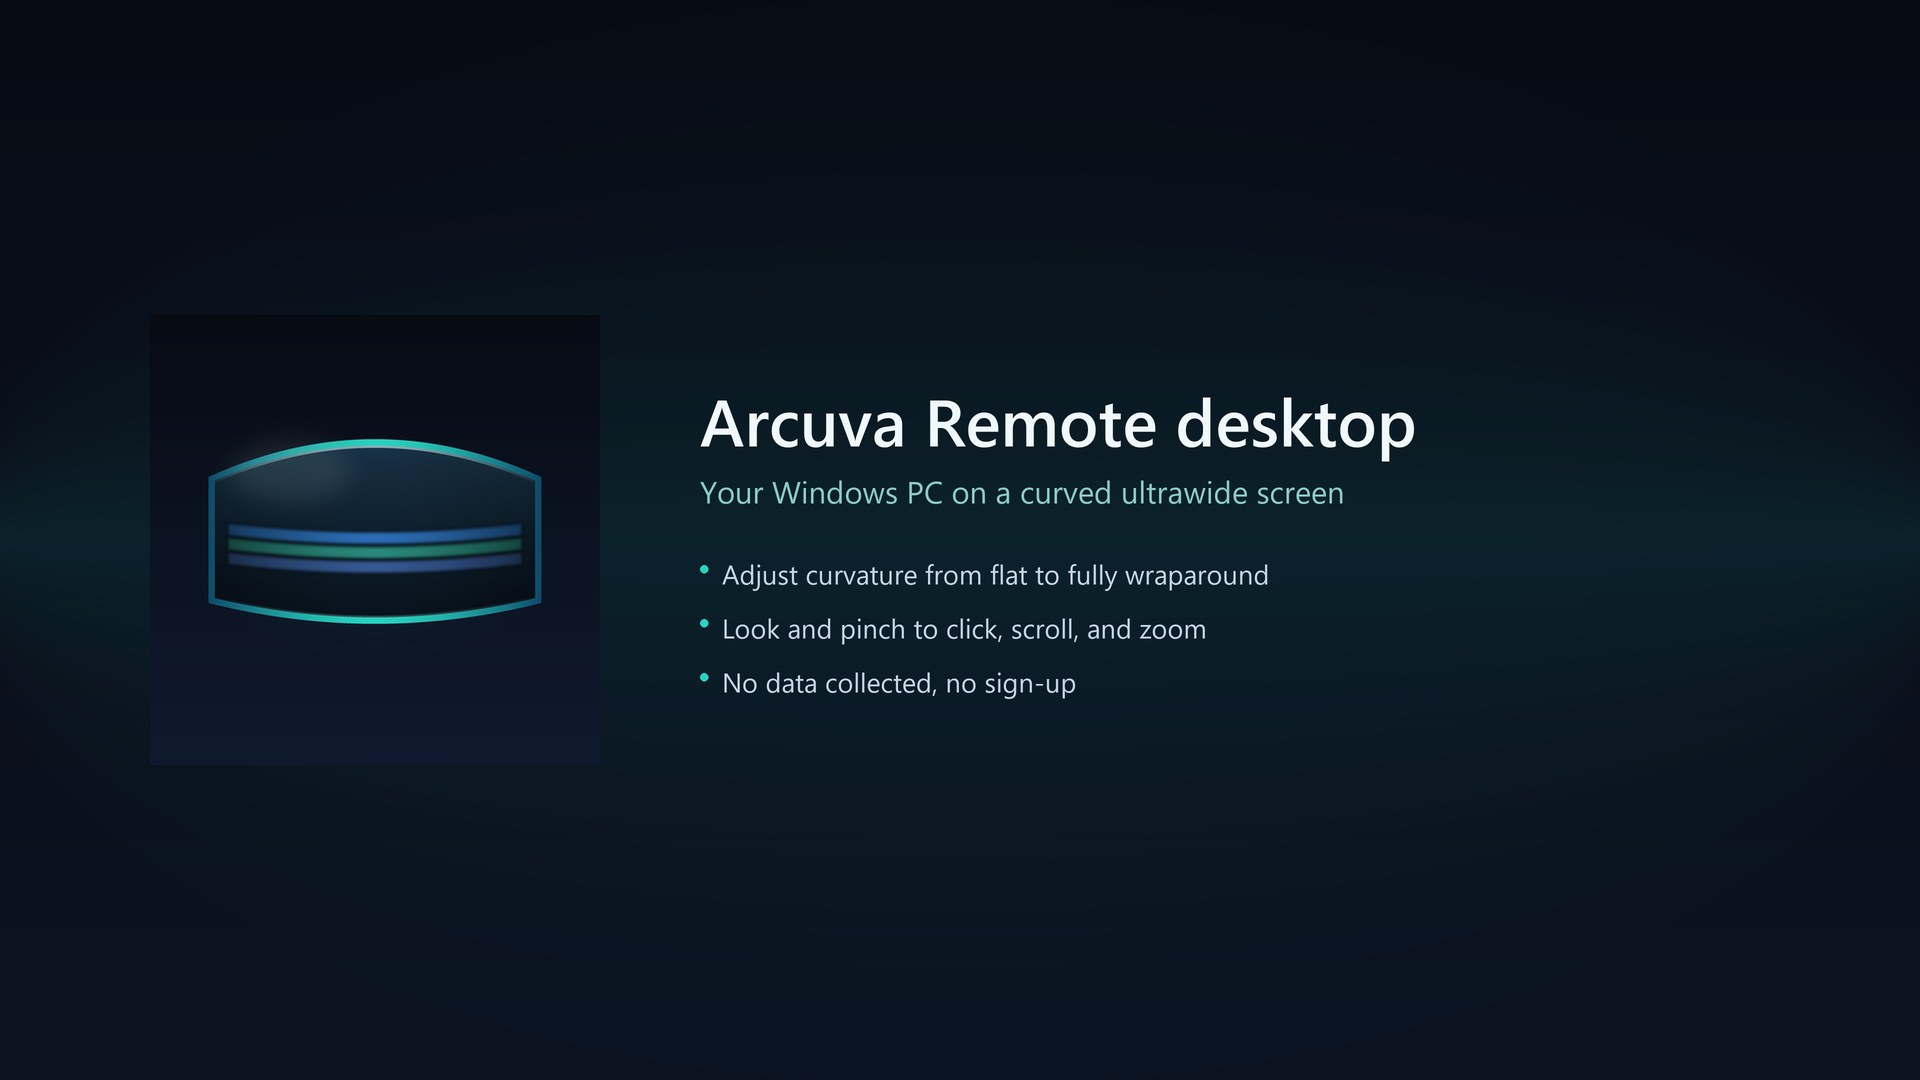 Arcuva Remote desktop
Your Windows PC on a curved ultrawide screen
• Adjust curvature from flat to fully wraparound
• Look and pinch to click, scroll, and zoom
• No data collected, no sign-up